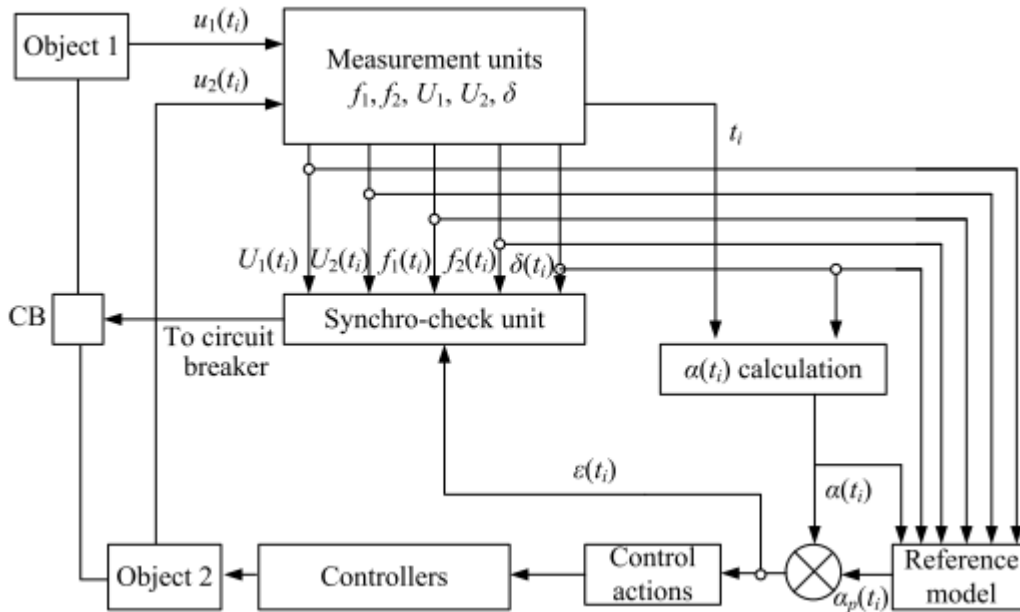 Object 1
u₁(tᵢ)
u₂(tᵢ)
Measurement units
f₁, f₂, U₁, U₂, δ
tᵢ
U₁(tᵢ)
U₂(tᵢ)
f₁(tᵢ)
f₂(tᵢ)
δ(tᵢ)
CB
To circuit
breaker
Synchro-check unit
α(tᵢ) calculation
ε(tᵢ)
α(tᵢ)
Object 2
Controllers
Control
actions
αₚ(tᵢ)
Reference
model